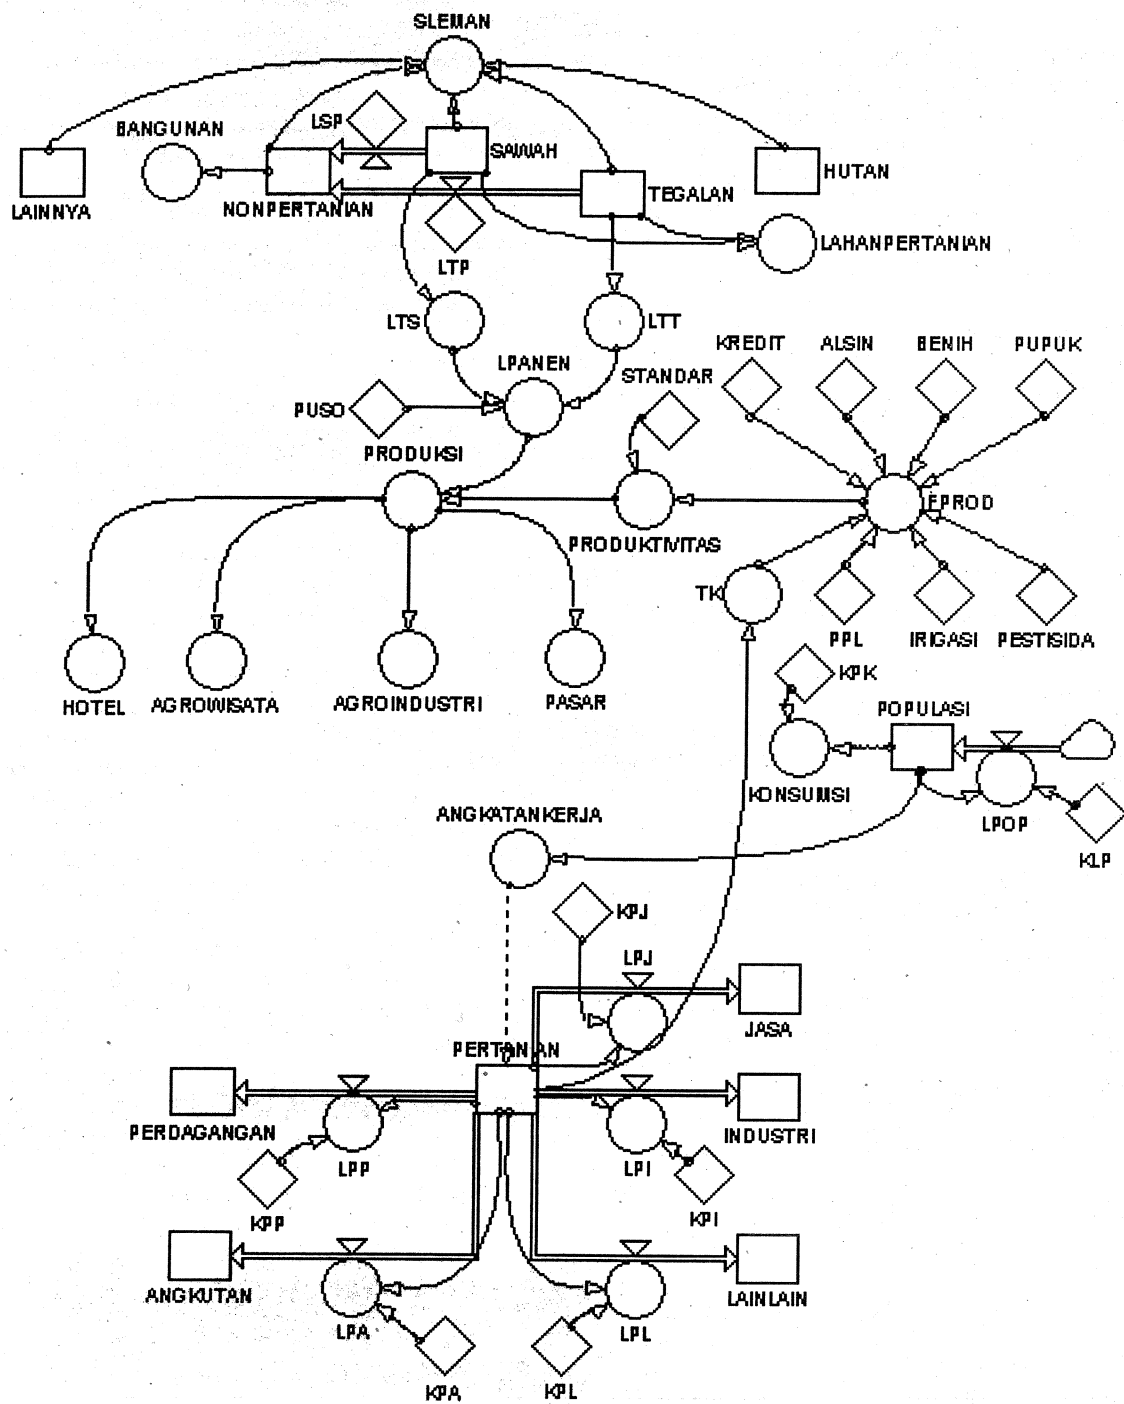 SLEMAN
LSP
BANGUNAN
SAWAH
LAINNYA
NONPERTANIAN
TEGALAN
HUTAN
LTP
LAHANPERTANIAN
LTS
LTT
LPANEN
STANDAR
KREDIT
ALSIN
BENIH
PUPUK
PUSO
PRODUKSI
EPROD
PRODUKTIVITAS
TK
PPL
IRIGASI
PESTISIDA
HOTEL
AGROWISATA
AGROINDUSTRI
PASAR
KPK
POPULASI
KONSUMSI
LPOP
KLP
ANGKATANKERJA
KPJ
LPJ
JASA
PERTANIAN
PERDAGANGAN
LPP
LPI
INDUSTRI
KPP
KPI
ANGKUTAN
LPA
LPL
LAINLAIN
KPA
KPL